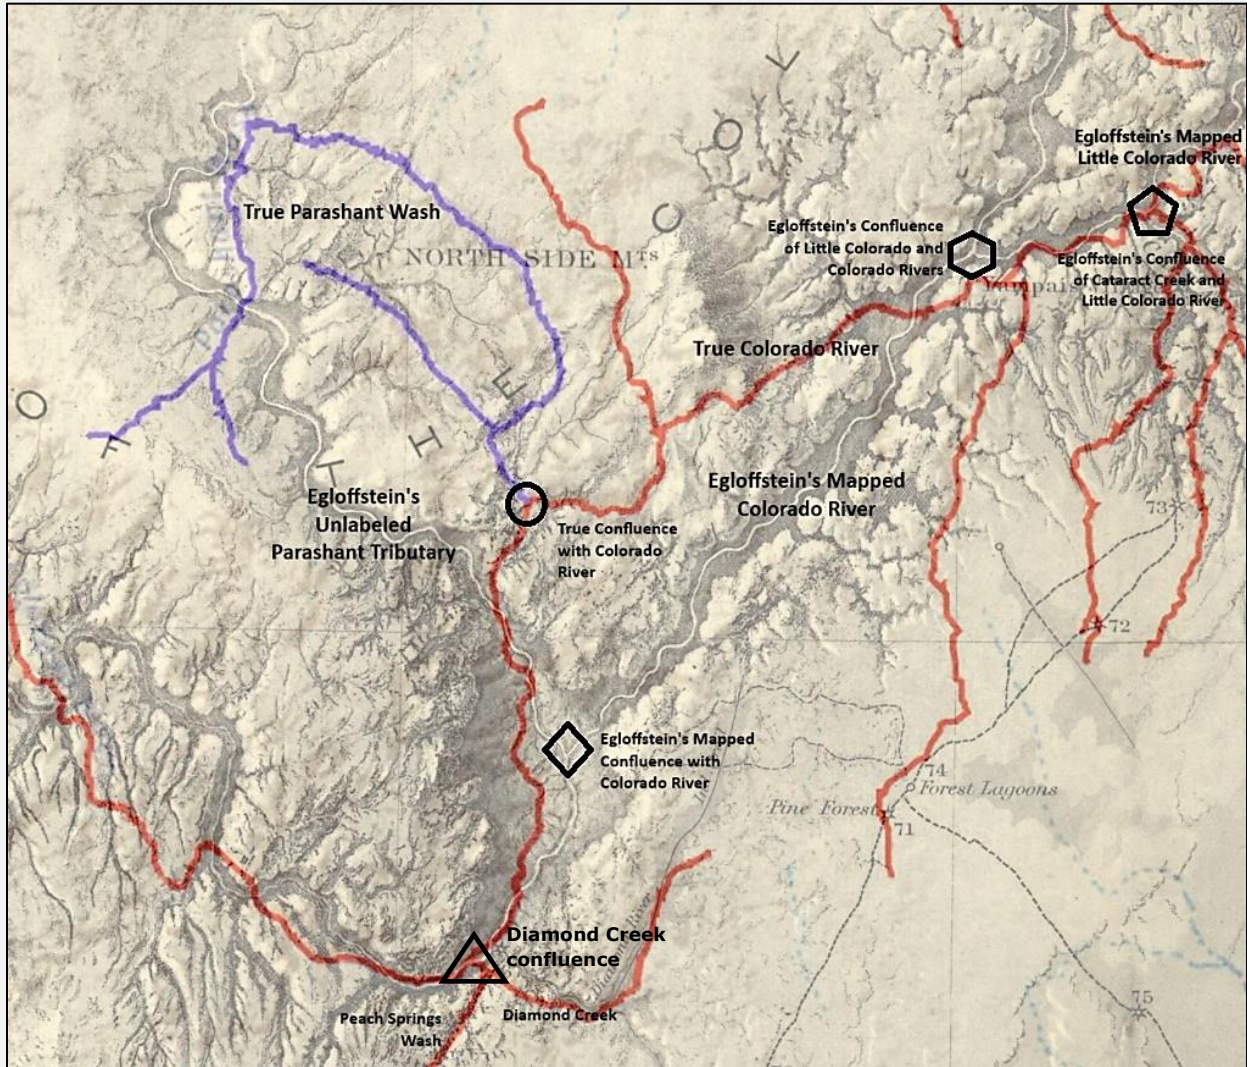 Egloffstein's Mapped
Little Colorado River
True Parashant Wash
Egloffstein's Confluence
of Little Colorado and
Colorado Rivers
NORTH SIDE Mᵀˢ
Egloffstein's Confluence
of Cataract Creek and
Little Colorado River
True Colorado River
O F T H E C O L
Egloffstein's
Unlabeled
Parashant Tributary
Egloffstein's Mapped
Colorado River
True Confluence
with Colorado
River
73
72
Egloffstein's Mapped
Confluence with
Colorado River
74
Forest Lagoons
Pine Forest
71
Diamond Creek
confluence
Diamond River
75
Peach Springs
Wash
Diamond Creek